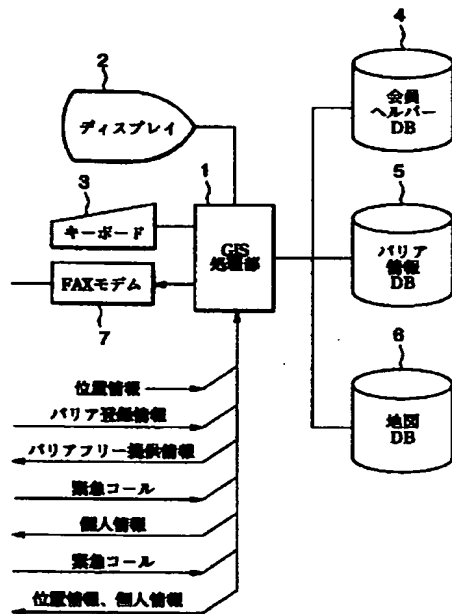 2
ディスプレイ
3
キーボード
FAXモデム
7
1
GIS
処理部
4
会員
ヘルパー
DB
5
バリア
情報
DB
6
地図
DB
位置情報
バリア登録情報
バリアフリー提供情報
緊急コール
個人情報
緊急コール
位置情報、個人情報